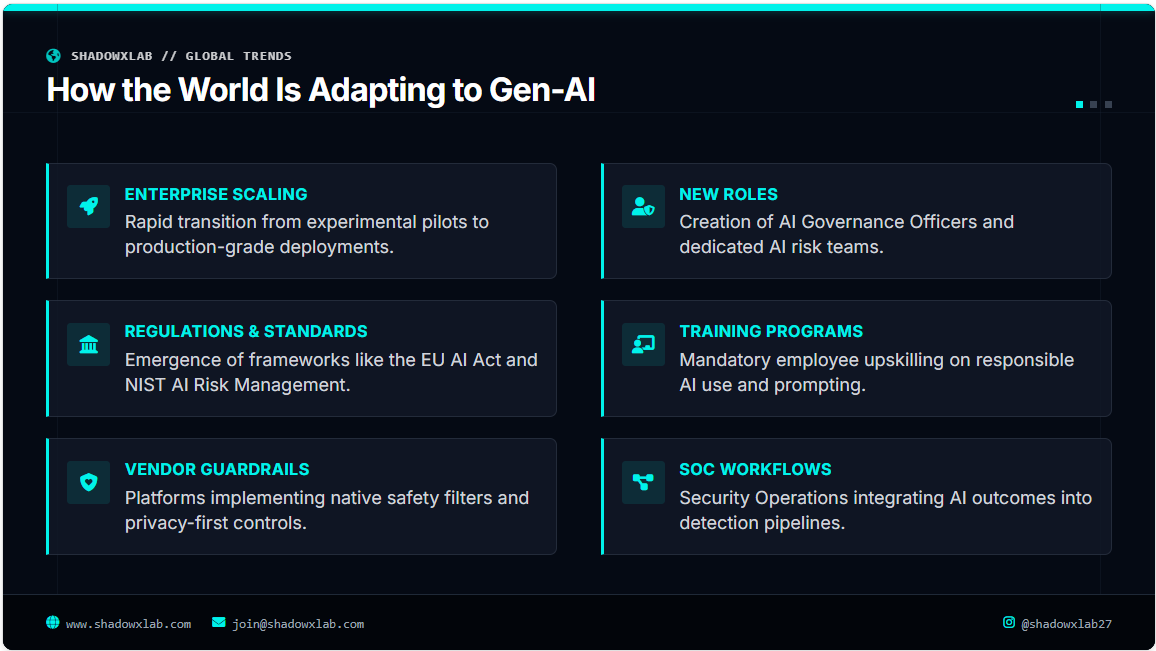 SHADOWXLAB // GLOBAL TRENDS
How the World Is Adapting to Gen-AI
ENTERPRISE SCALING
Rapid transition from experimental pilots to
production-grade deployments.
NEW ROLES
Creation of AI Governance Officers and
dedicated AI risk teams.
REGULATIONS & STANDARDS
Emergence of frameworks like the EU AI Act and
NIST AI Risk Management.
TRAINING PROGRAMS
Mandatory employee upskilling on responsible
AI use and prompting.
VENDOR GUARDRAILS
Platforms implementing native safety filters and
privacy-first controls.
SOC WORKFLOWS
Security Operations integrating AI outcomes into
detection pipelines.
www.shadowxlab.com join@shadowxlab.com @shadowxlab27